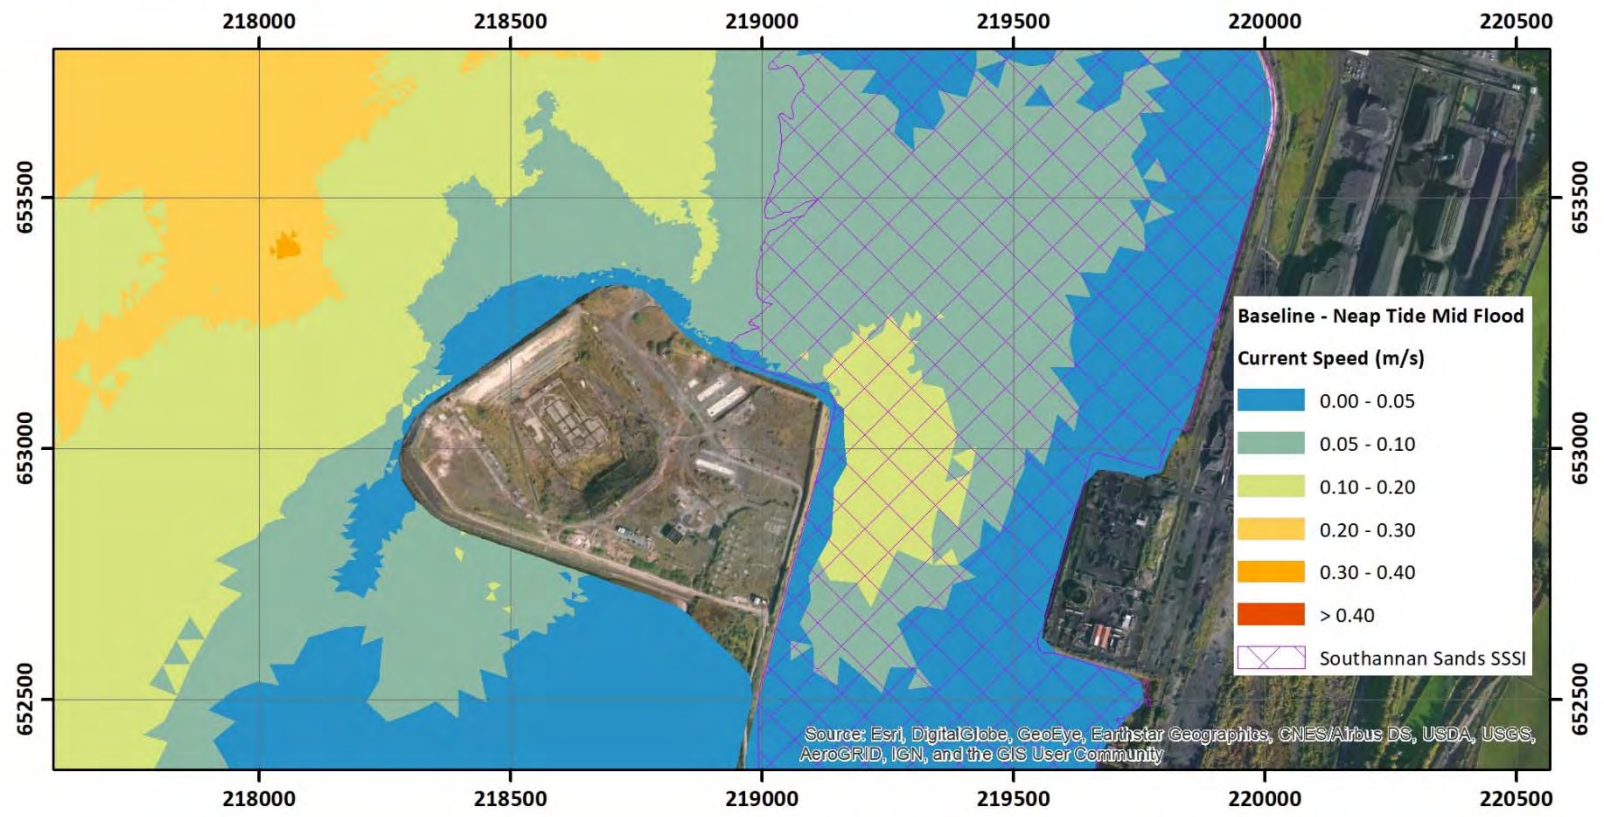 218000 218500 219000 219500 220000 220500
653500 653500
Baseline - Neap Tide Mid Flood
Current Speed (m/s)
0.00 - 0.05
653000 653000
0.05 - 0.10
0.10 - 0.20
0.20 - 0.30
0.30 - 0.40
> 0.40
Southannan Sands SSSI
652500 652500
Source: Esri, DigitalGlobe, GeoEye, Earthstar Geographics, CNES/Airbus DS, USDA, USGS,
AeroGRID, IGN, and the GIS User Community
218000 218500 219000 219500 220000 220500